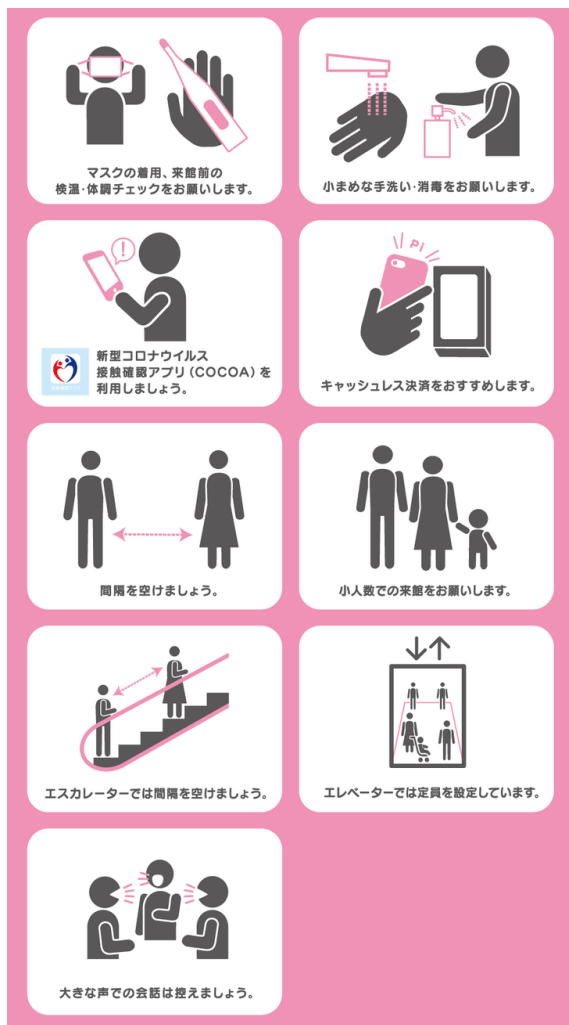 マスクの着用、来館前の
検温・体調チェックをお願いします。
小まめな手洗い・消毒をお願いします。
新型コロナウイルス
接触確認アプリ（COCOA）を
利用しましょう。
Pi
キャッシュレス決済をおすすめします。
間隔を空けましょう。
小人数での来館をお願いします。
エスカレーターでは間隔を空けましょう。
エレベーターでは定員を設定しています。
大きな声での会話は控えましょう。